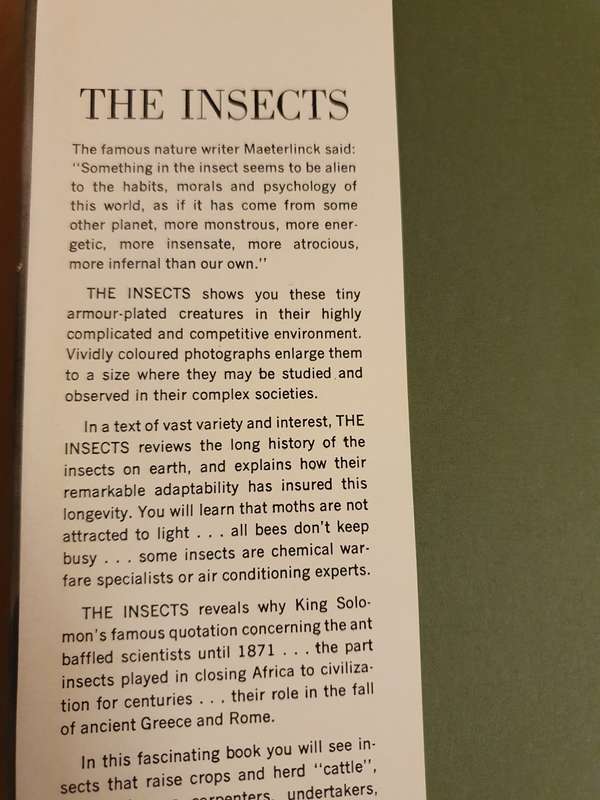 THE INSECTS
The famous nature writer Maeterlinck said:
"Something in the insect seems to be alien
to the habits, morals and psychology of
this world, as if it has come from some
other planet, more monstrous, more ener-
getic, more insensate, more atrocious,
more infernal than our own."
THE INSECTS shows you these tiny
armour-plated creatures in their highly
complicated and competitive environment.
Vividly coloured photographs enlarge them
to a size where they may be studied and
observed in their complex societies.
In a text of vast variety and interest, THE
INSECTS reviews the long history of the
insects on earth, and explains how their
remarkable adaptability has insured this
longevity. You will learn that moths are not
attracted to light . . . all bees don't keep
busy . . . some insects are chemical war-
fare specialists or air conditioning experts.
THE INSECTS reveals why King Solo-
mon's famous quotation concerning the ant
baffled scientists until 1871 . . . the part
insects played in closing Africa to civiliza-
tion for centuries . . . their role in the fall
of ancient Greece and Rome.
In this fascinating book you will see in-
sects that raise crops and herd "cattle",
carpenters, undertakers,